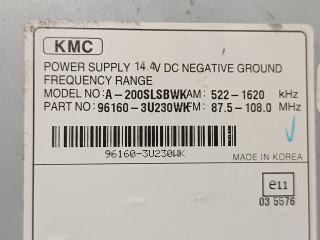 KMC
POWER SUPPLY 14.4V DC NEGATIVE GROUND
FREQUENCY RANGE
MODEL NO: A-200SLSBWK AM: 522-1620 kHz
PART NO: 96160-3U230WK FM: 87.5-108.0 MHz
96160-3U230WK
MADE IN KOREA
e11
03 5576